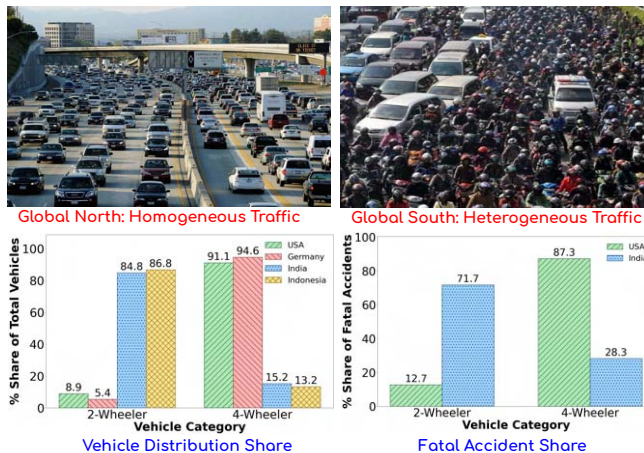 Global North: Homogeneous Traffic
Global South: Heterogeneous Traffic
% Share of Total Vehicles
100
80
60
40
20
0
8.9
5.4
84.8
86.8
91.1
94.6
15.2
13.2
USA
Germany
India
Indonesia
2-Wheeler
4-Wheeler
Vehicle Category
Vehicle Distribution Share
% Share of Fatal Accidents
100
80
60
40
20
0
12.7
71.7
87.3
28.3
USA
India
2-Wheeler
4-Wheeler
Vehicle Category
Fatal Accident Share